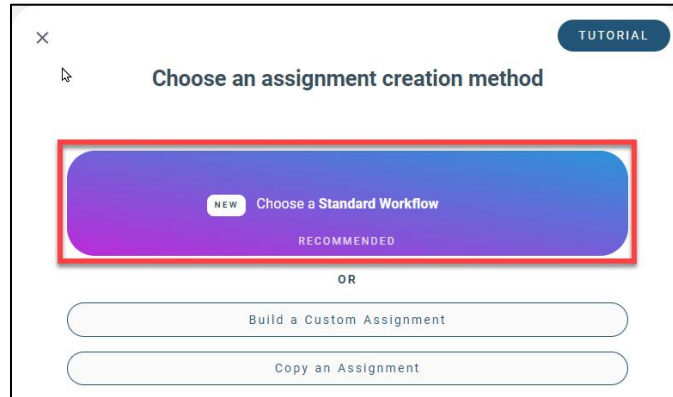 TUTORIAL
Choose an assignment creation method
NEW Choose a Standard Workflow
RECOMMENDED
OR
Build a Custom Assignment
Copy an Assignment